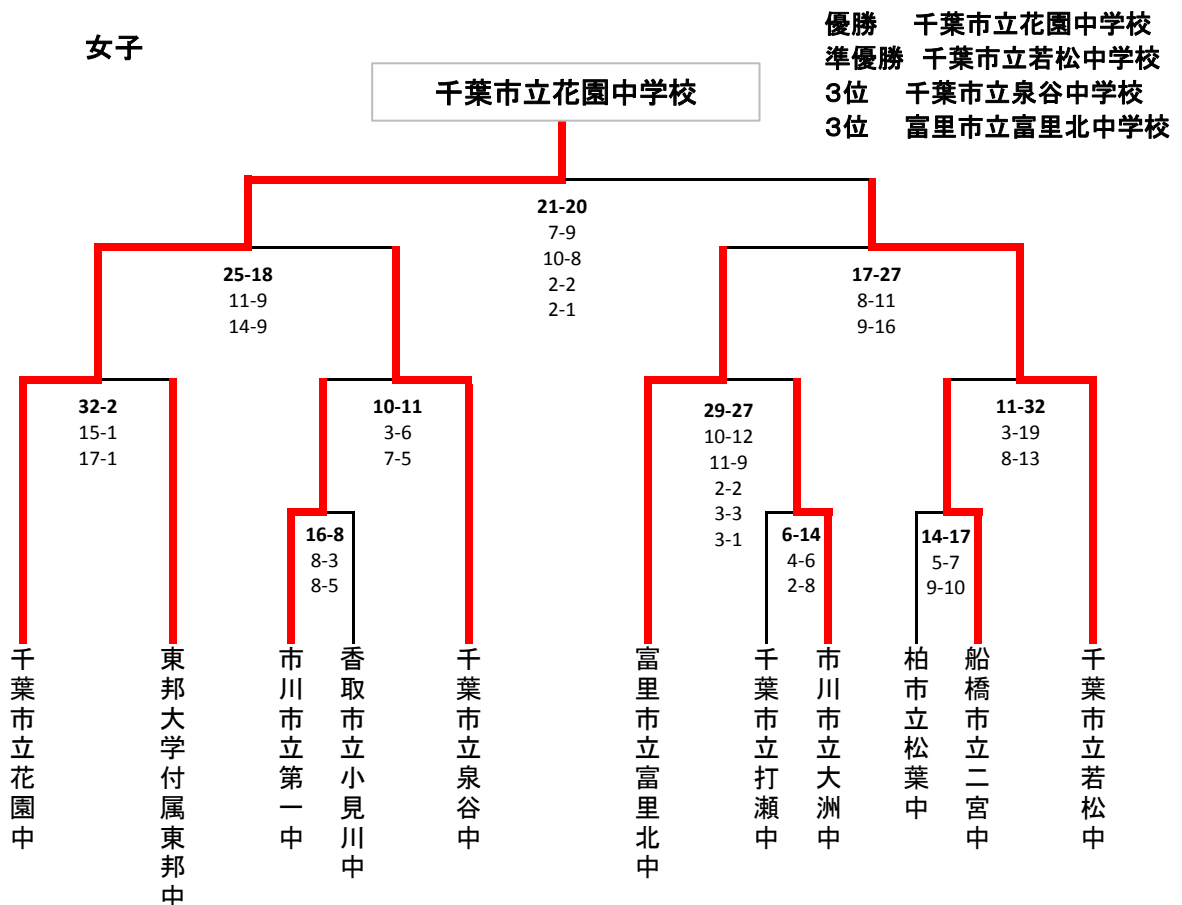 女子
優勝 千葉市立花園中学校
準優勝 千葉市立若松中学校
3位 千葉市立泉谷中学校
3位 富里市立富里北中学校
千葉市立花園中学校
21-20
7-9
10-8
2-2
2-1
25-18
11-9
14-9
17-27
8-11
9-16
32-2
15-1
17-1
10-11
3-6
7-5
29-27
10-12
11-9
2-2
3-3
3-1
11-32
3-19
8-13
16-8
8-3
8-5
6-14
4-6
2-8
14-17
5-7
9-10
千葉市立花園中
東邦大学付属東邦中
市川市立第一中
香取市立小見川中
千葉市立泉谷中
富里市立富里北中
千葉市立打瀬中
市川市立大洲中
柏市立松葉中
船橋市立二宮中
千葉市立若松中